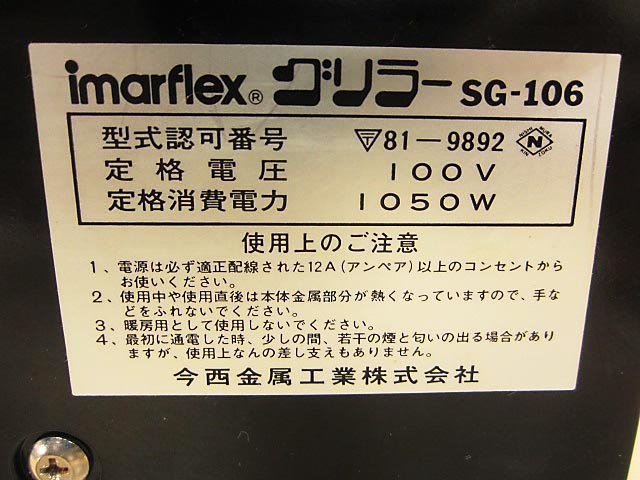 imarflex® グリラー SG-106
型式認可番号 〒81-9892 NISHI MURA N KIN ZOKU
定格電圧 100V
定格消費電力 1050W
使用上のご注意
1、電源は必ず適正配線された12A(アンペア)以上のコンセントから
お使いください。
2、使用中や使用直後は本体金属部分が熱くなっていますので、手な
どをふれないでください。
3、暖房用として使用しないでください。
4、最初に通電した時、少しの間、若干の煙と匂いの出る場合があり
ますが、使用上なんの差し支えもありません。
今西金属工業株式会社